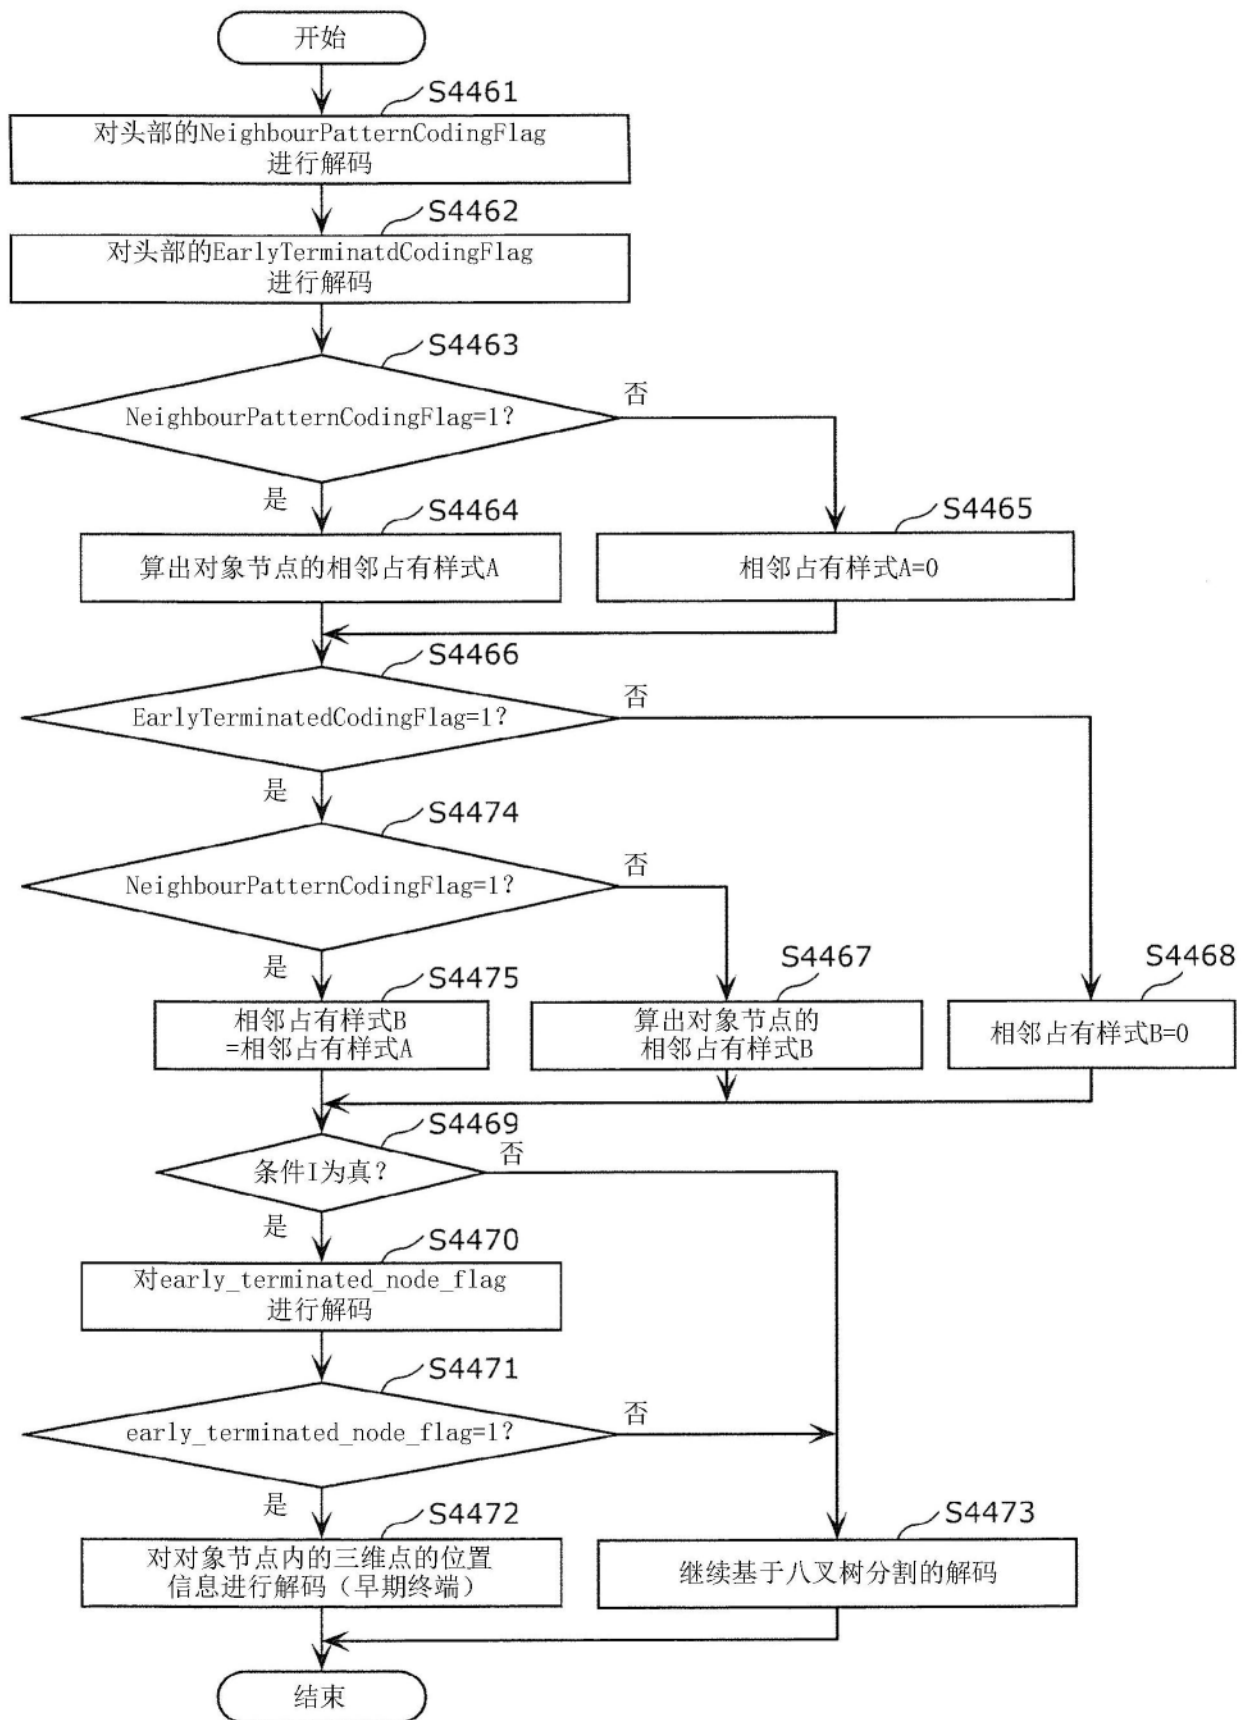 开始
S4461
对头部的NeighbourPatternCodingFlag
进行解码
S4462
对头部的EarlyTerminatdCodingFlag
进行解码
S4463
NeighbourPatternCodingFlag=1?
否
是
S4464
算出对象节点的相邻占有样式A
S4465
相邻占有样式A=0
S4466
EarlyTerminatedCodingFlag=1?
否
是
S4474
NeighbourPatternCodingFlag=1?
否
是
S4475
相邻占有样式B
=相邻占有样式A
S4467
算出对象节点的
相邻占有样式B
S4468
相邻占有样式B=0
S4469
条件I为真?
否
是
S4470
对early_terminated_node_flag
进行解码
S4471
early_terminated_node_flag=1?
否
是
S4472
对对象节点内的三维点的位置
信息进行解码（早期终端）
S4473
继续基于八叉树分割的解码
结束